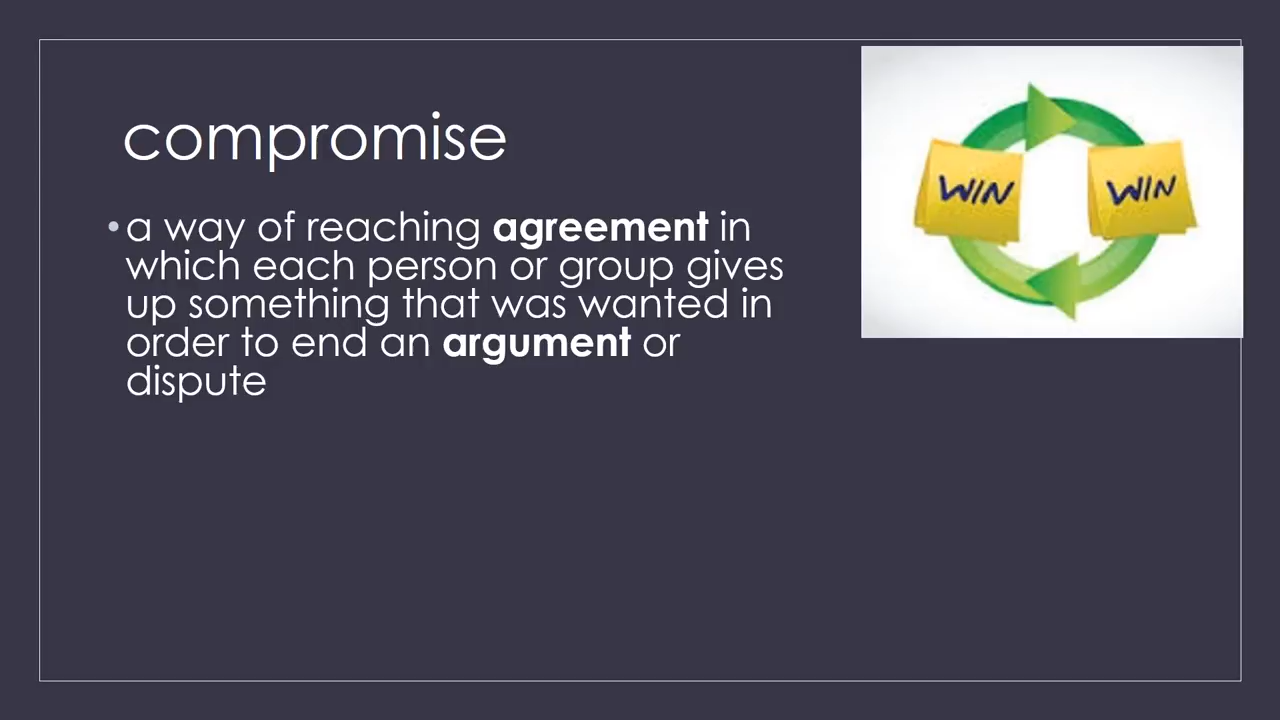 compromise
• a way of reaching agreement in
which each person or group gives
up something that was wanted in
order to end an argument or
dispute
WIN
WIN